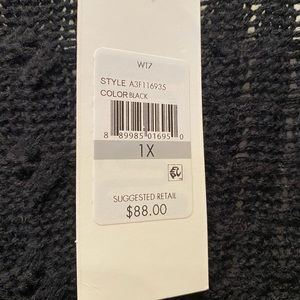 W17
STYLE A3F116935
COLOR BLACK
8 89985 01695 0
1X
SUGGESTED RETAIL
$88.00